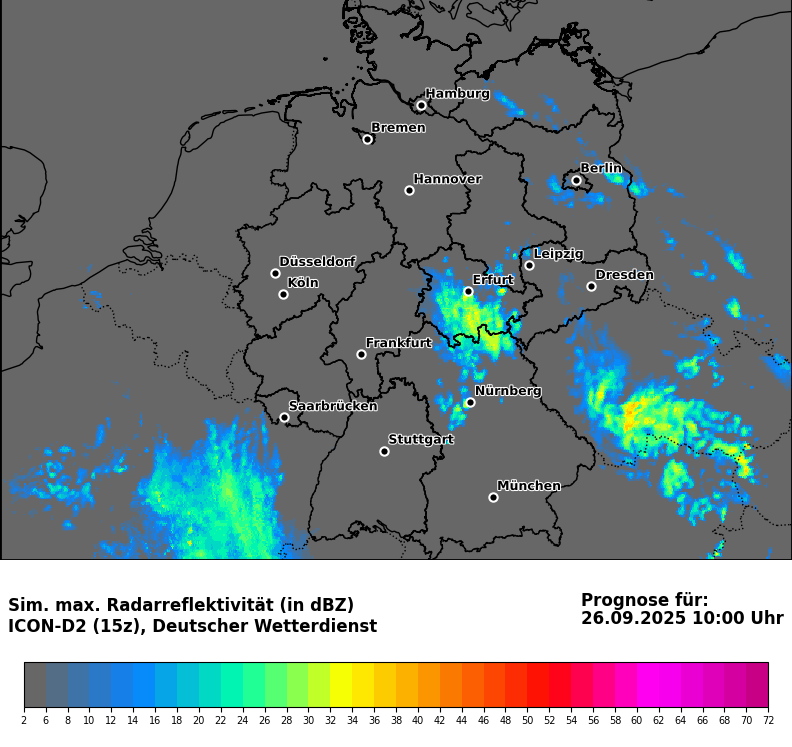 Hamburg
Bremen
Berlin
Hannover
Leipzig
Düsseldorf
Dresden
Erfurt
Köln
Frankfurt
Nürnberg
Saarbrücken
Stuttgart
München
Sim. max. Radarreflektivität (in dBZ)
ICON-D2 (15z), Deutscher Wetterdienst
Prognose für:
26.09.2025 10:00 Uhr
2 6 8 10 12 14 16 18 20 22 24 26 28 30 32 34 36 38 40 42 44 46 48 50 52 54 56 58 60 62 64 66 68 70 72